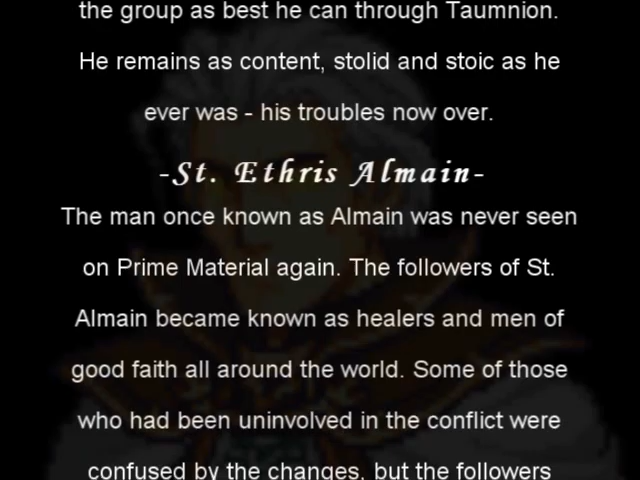 the group as best he can through Taumnion.
He remains as content, stolid and stoic as he
ever was - his troubles now over.
-St. Ethris Almain-
The man once known as Almain was never seen
on Prime Material again. The followers of St.
Almain became known as healers and men of
good faith all around the world. Some of those
who had been uninvolved in the conflict were
confused by the changes, but the followers